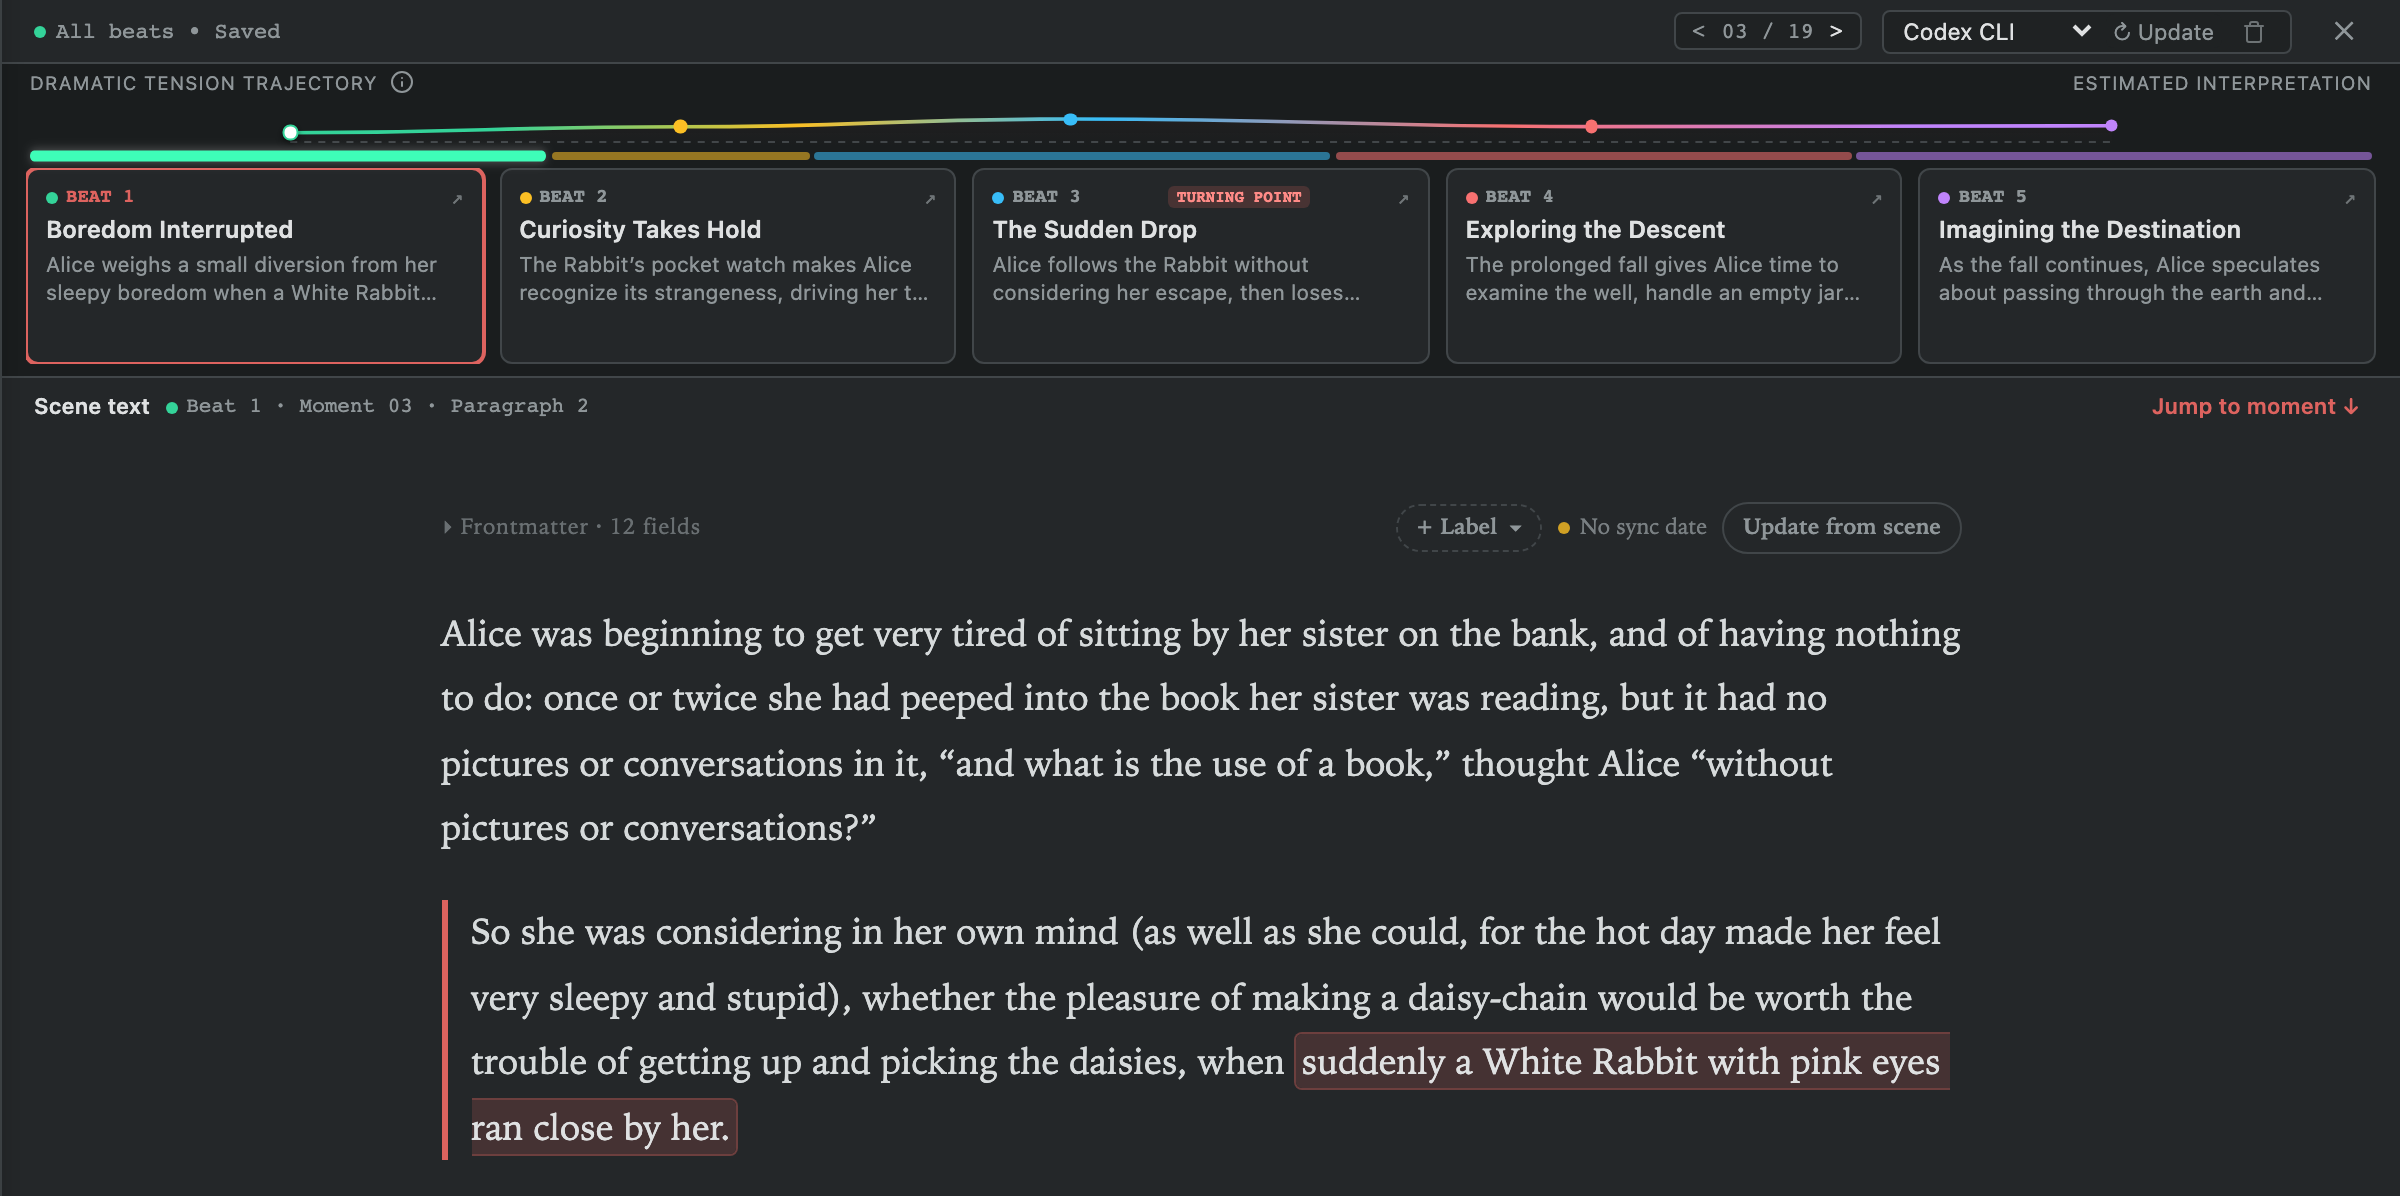 All beats • Saved
< 03 / 19 >
Codex CLI
Update
DRAMATIC TENSION TRAJECTORY
ESTIMATED INTERPRETATION
BEAT 1
Boredom Interrupted
Alice weighs a small diversion from her
sleepy boredom when a White Rabbit…
BEAT 2
Curiosity Takes Hold
The Rabbit’s pocket watch makes Alice
recognize its strangeness, driving her t…
BEAT 3
TURNING POINT
The Sudden Drop
Alice follows the Rabbit without
considering her escape, then loses…
BEAT 4
Exploring the Descent
The prolonged fall gives Alice time to
examine the well, handle an empty jar…
BEAT 5
Imagining the Destination
As the fall continues, Alice speculates
about passing through the earth and…
Scene text
Beat 1 · Moment 03 · Paragraph 2
Jump to moment ↓
Frontmatter · 12 fields
+ Label
No sync date
Update from scene
Alice was beginning to get very tired of sitting by her sister on the bank, and of having nothing
to do: once or twice she had peeped into the book her sister was reading, but it had no
pictures or conversations in it, “and what is the use of a book,” thought Alice “without
pictures or conversations?”
So she was considering in her own mind (as well as she could, for the hot day made her feel
very sleepy and stupid), whether the pleasure of making a daisy-chain would be worth the
trouble of getting up and picking the daisies, when suddenly a White Rabbit with pink eyes
ran close by her.